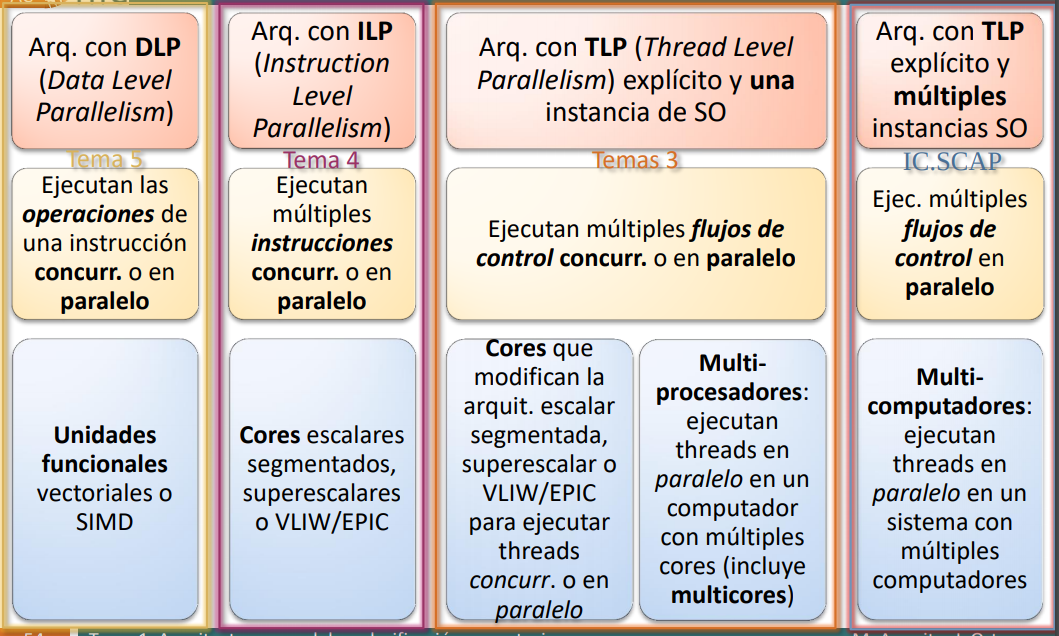 Arq. con DLP
(Data Level
Parallelism)
Tema 5
Ejecutan las
operaciones de
una instrucción
concurr. o en
paralelo
Unidades
funcionales
vectoriales o
SIMD
Arq. con ILP
(Instruction
Level
Parallelism)
Tema 4
Ejecutan
múltiples
instrucciones
concurr. o en
paralelo
Cores escalares
segmentados,
superescalares
o VLIW/EPIC
Arq. con TLP (Thread Level
Parallelism) explícito y una
instancia de SO
Temas 3
Ejecutan múltiples flujos de
control concurr. o en paralelo
Cores que
modifican la
arquit. escalar
segmentada,
superescalar o
VLIW/EPIC
para ejecutar
threads
concurr. o en
paralelo
Multi-
procesadores:
ejecutan
threads en
paralelo en un
computador
con múltiples
cores (incluye
multicores)
Arq. con TLP
explícito y
múltiples
instancias SO
IC.SCAP
Ejec. múltiples
flujos de
control en
paralelo
Multi-
computadores:
ejecutan
threads en
paralelo en un
sistema con
múltiples
computadores